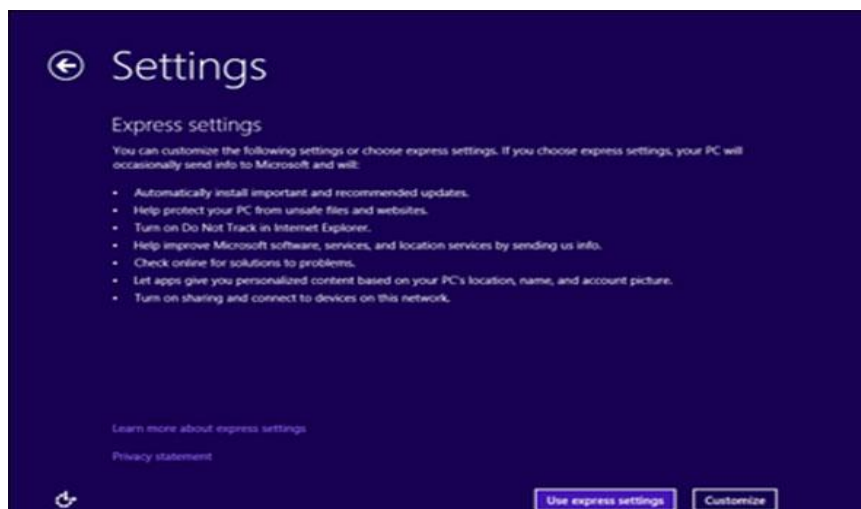 Settings
Express settings
You can customize the following settings or choose express settings. If you choose express settings, your PC will
occasionally send info to Microsoft and will:
• Automatically install important and recommended updates.
• Help protect your PC from unsafe files and websites.
• Turn on Do Not Track in Internet Explorer.
• Help improve Microsoft software, services, and location services by sending us info.
• Check online for solutions to problems.
• Let apps give you personalized content based on your PC's location, name, and account picture.
• Turn on sharing and connect to devices on this network.
Learn more about express settings
Privacy statement
Use express settings Customize